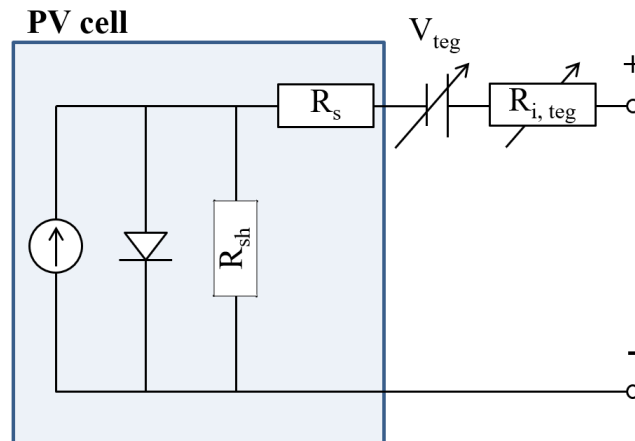 PV cell
V_teg
+
R_s
R_i, teg
R_sh
-